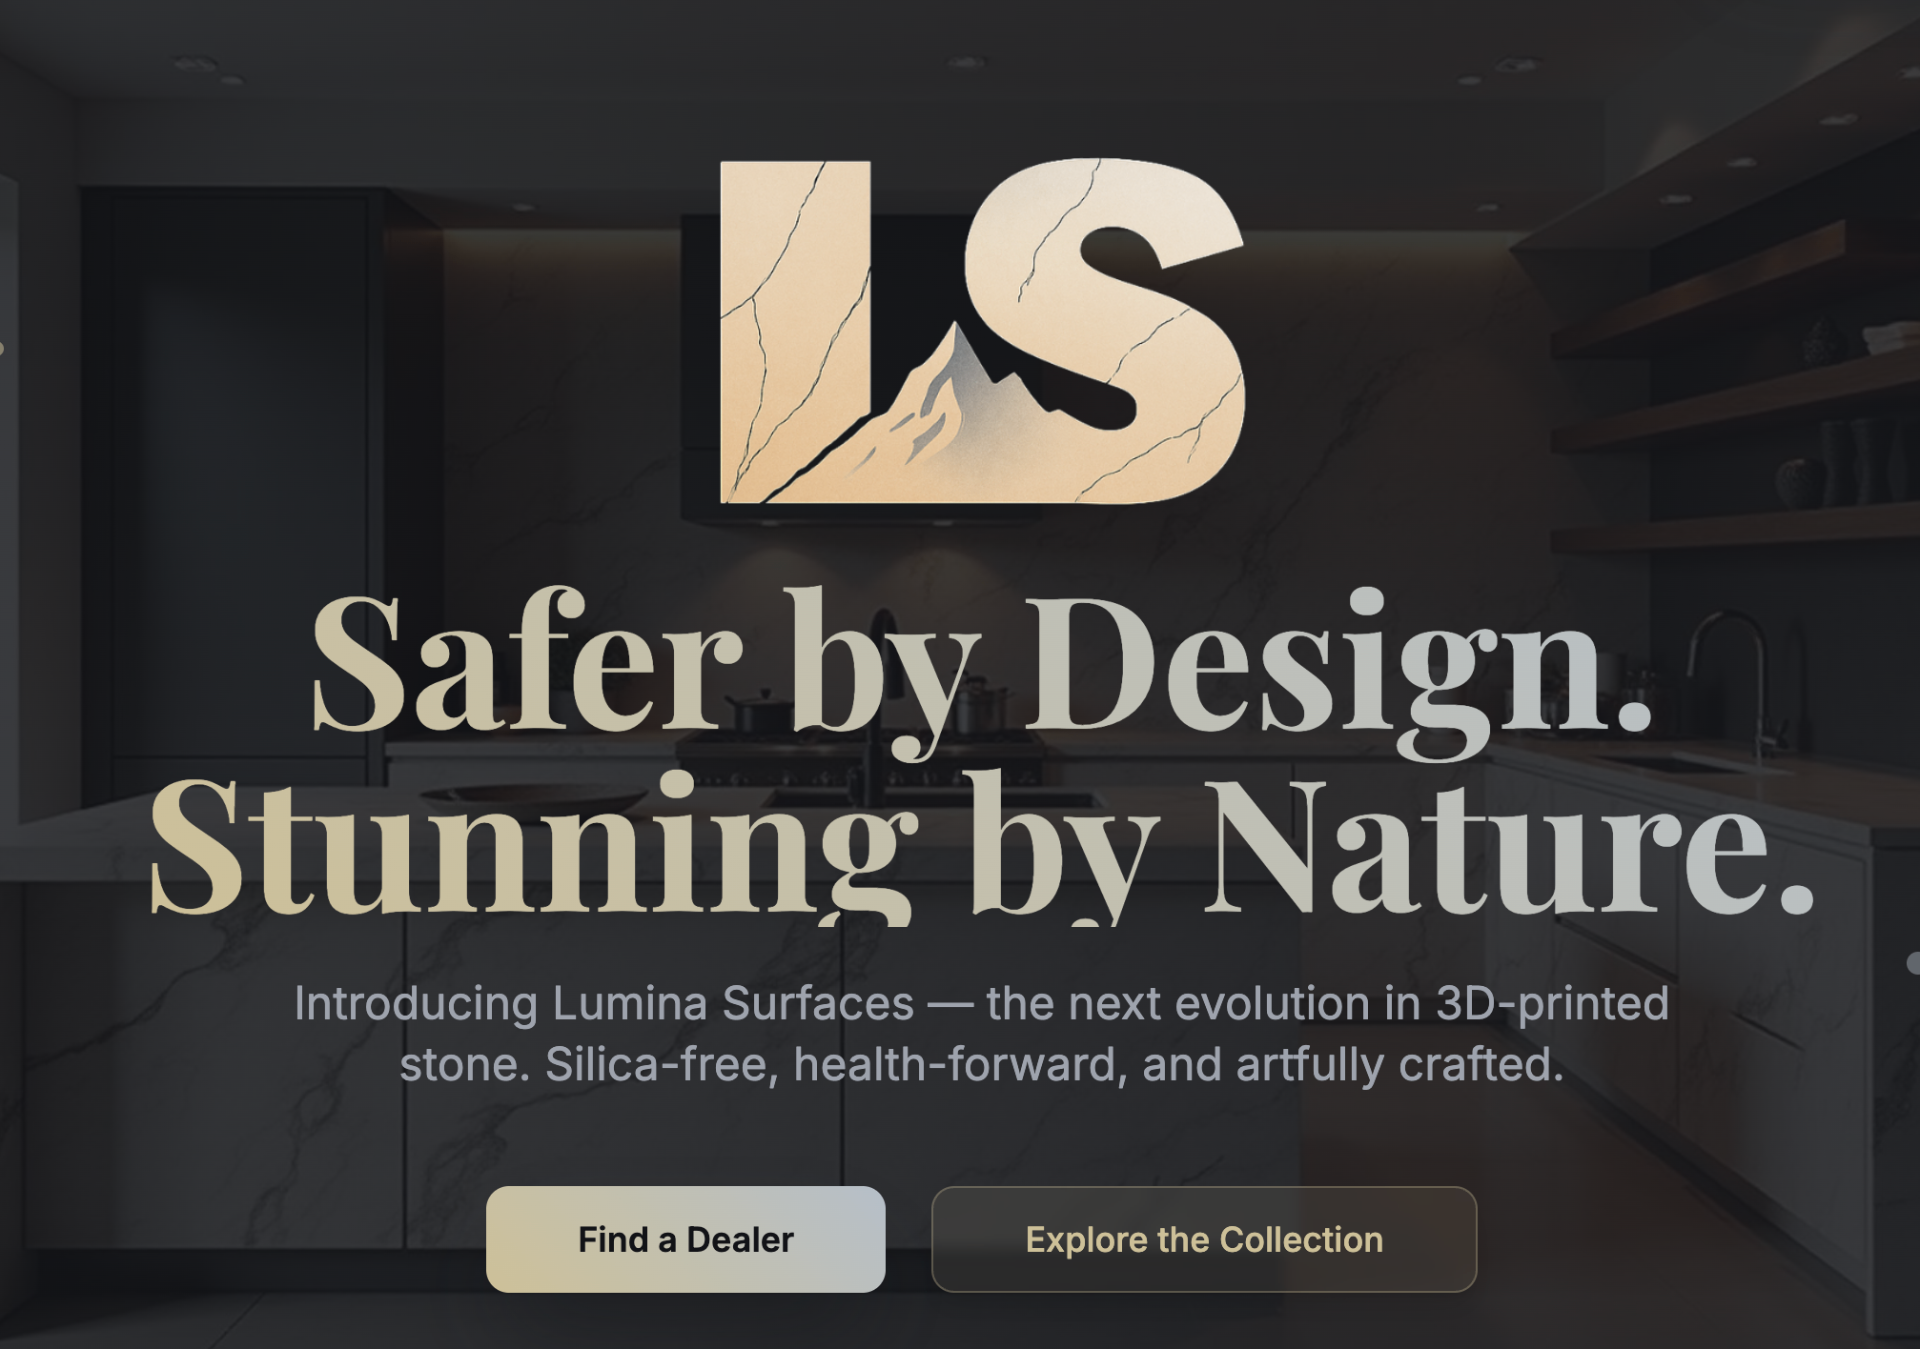 LS
Safer by Design.
Stunning by Nature.
Introducing Lumina Surfaces — the next evolution in 3D-printed
stone. Silica-free, health-forward, and artfully crafted.
Find a Dealer
Explore the Collection